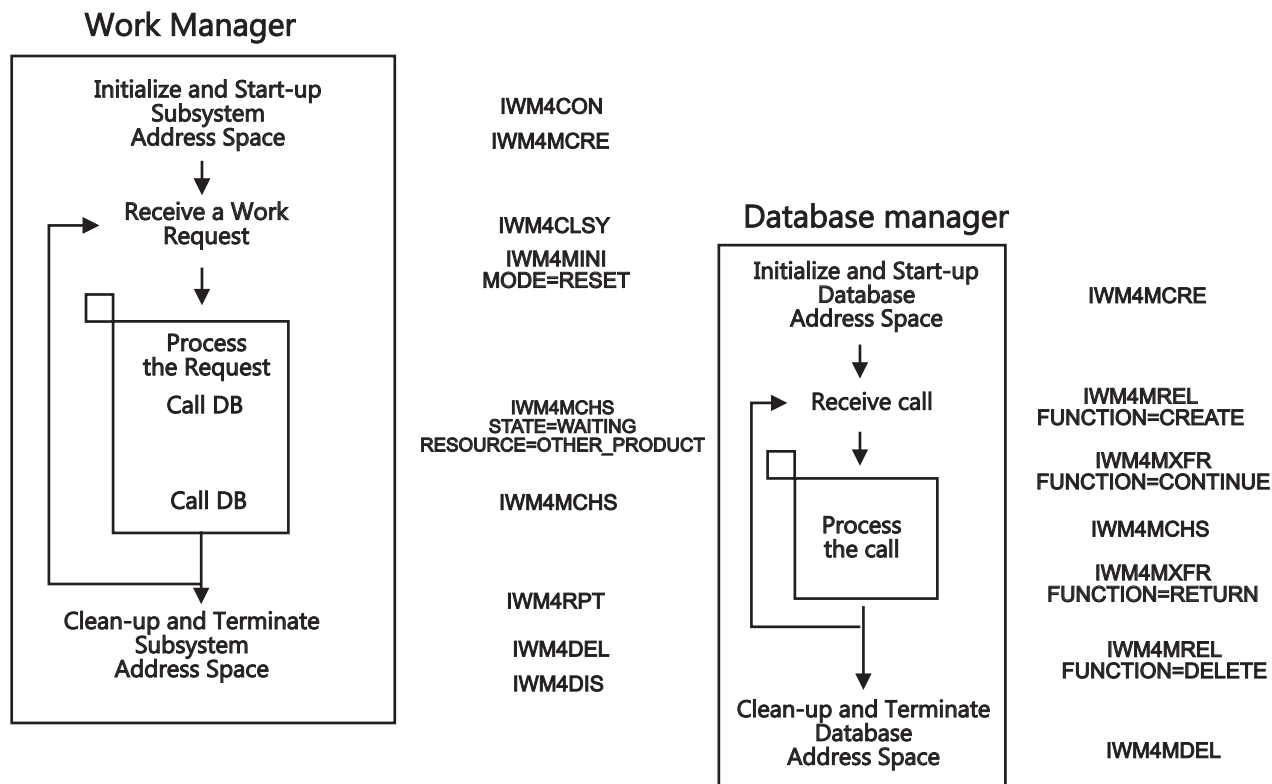 Work Manager
Initialize and Start-up
Subsystem
Address Space
Receive a Work
Request
Process
the Request
Call DB
Call DB
Clean-up and Terminate
Subsystem
Address Space
IWM4CON
IWM4MCRE
IWM4CLSY
IWM4MINI
MODE=RESET
IWM4MCHS
STATE=WAITING
RESOURCE=OTHER_PRODUCT
IWM4MCHS
IWM4RPT
IWM4DEL
IWM4DIS
Database manager
Initialize and Start-up
Database
Address Space
Receive call
Process
the call
Clean-up and Terminate
Database
Address Space
IWM4MCRE
IWM4MREL
FUNCTION=CREATE
IWM4MXFR
FUNCTION=CONTINUE
IWM4MCHS
IWM4MXFR
FUNCTION=RETURN
IWM4MREL
FUNCTION=DELETE
IWM4MDEL